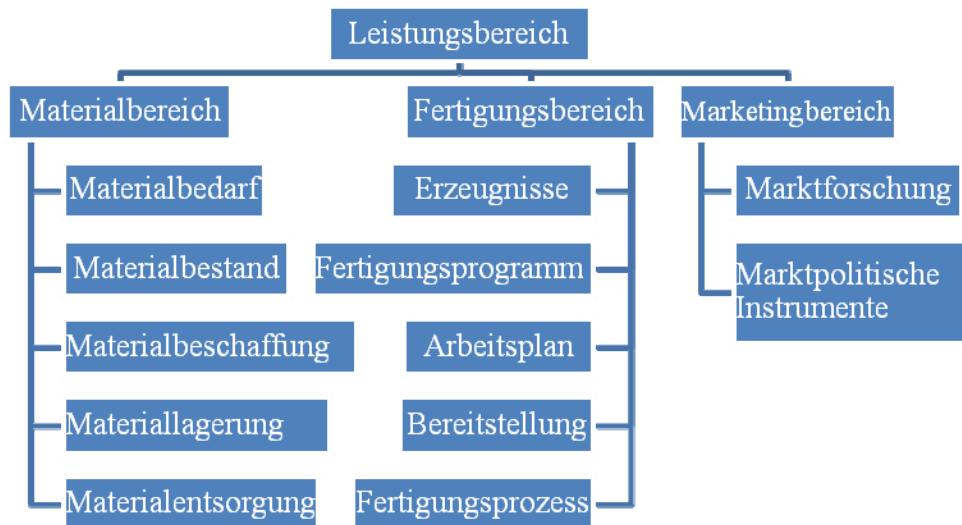 Leistungsbereich
Materialbereich
Materialbedarf
Materialbestand
Materialbeschaffung
Materiallagerung
Materialentsorgung
Fertigungsbereich
Erzeugnisse
Fertigungsprogramm
Arbeitsplan
Bereitstellung
Fertigungsprozess
Marketingbereich
Marktforschung
Marktpolitische
Instrumente